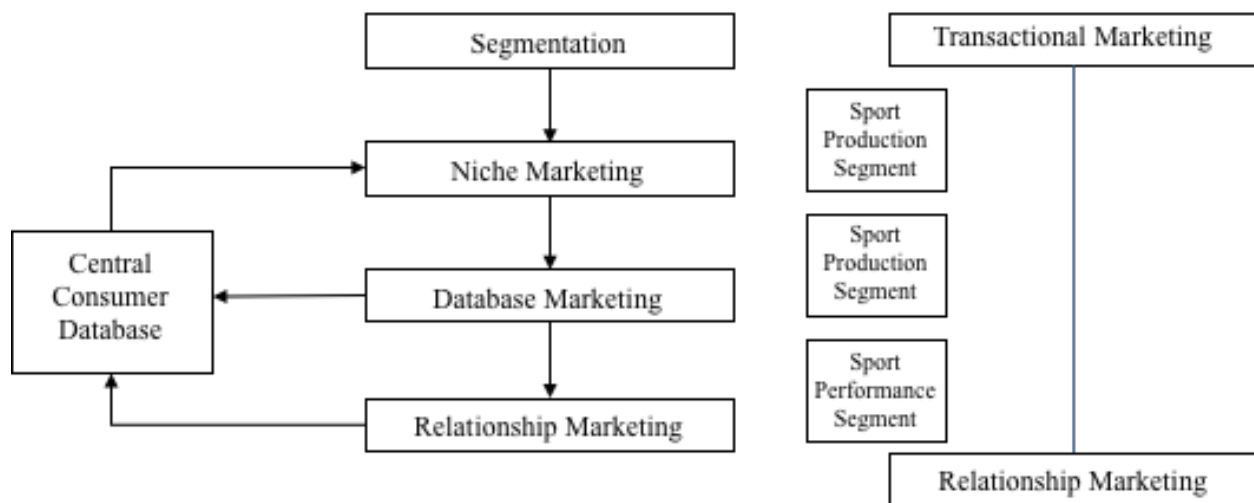 Segmentation
Niche Marketing
Central
Consumer
Database
Database Marketing
Relationship Marketing
Transactional Marketing
Sport
Production
Segment
Sport
Production
Segment
Sport
Performance
Segment
Relationship Marketing